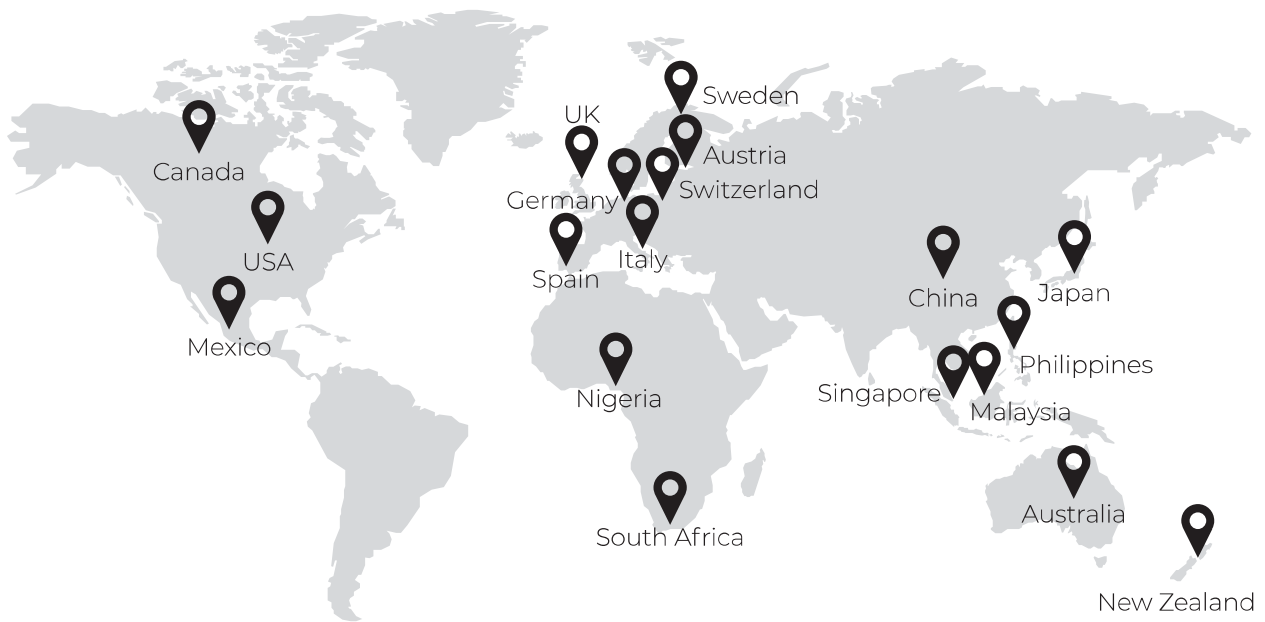 Sweden
UK
Austria
Canada
Switzerland
Germany
USA
Italy
Spain
Japan
China
Mexico
Philippines
Singapore
Nigeria
Malaysia
Australia
South Africa
New Zealand